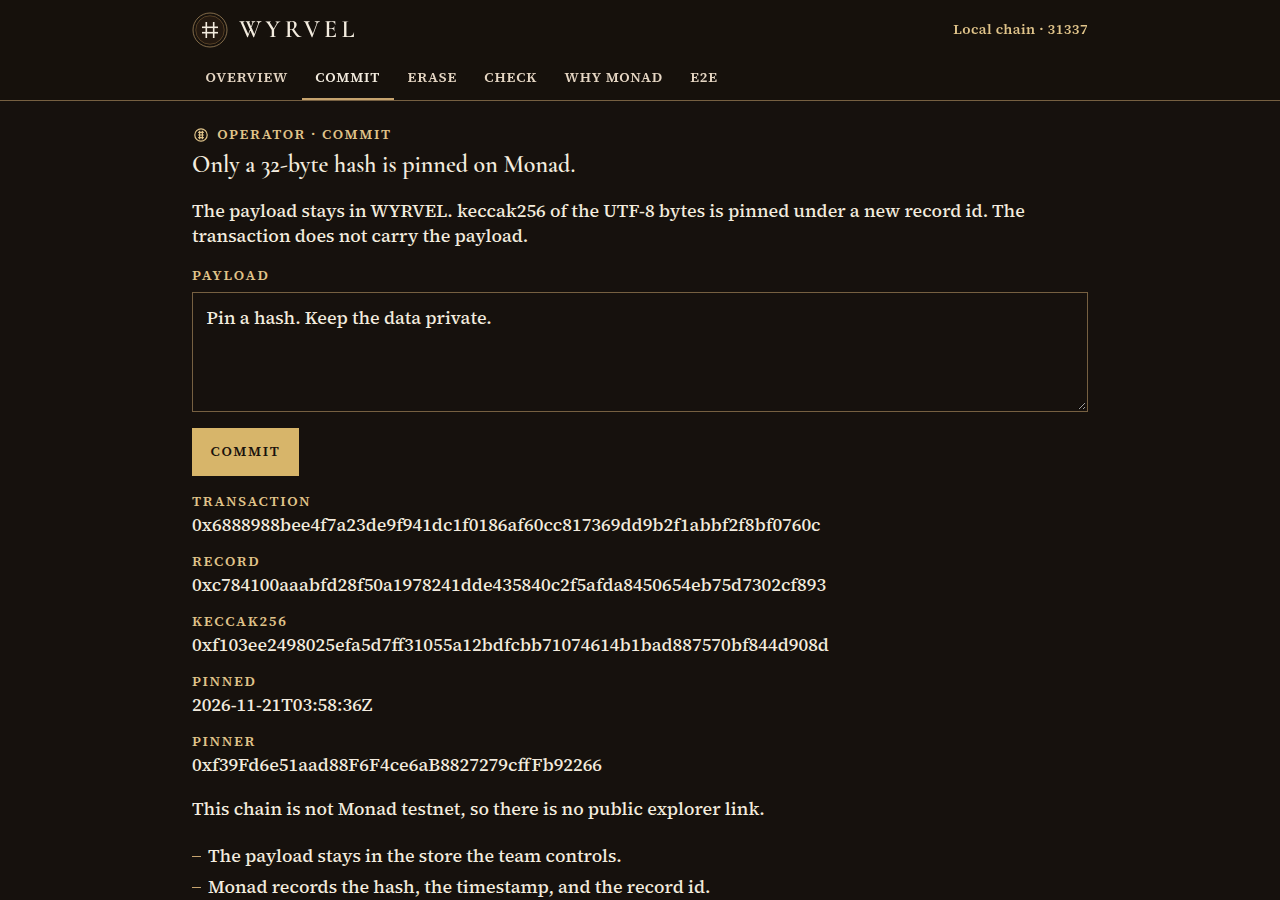 WYRVEL
Local chain · 31337
OVERVIEW COMMIT ERASE CHECK WHY MONAD E2E
OPERATOR · COMMIT
Only a 32-byte hash is pinned on Monad.
The payload stays in WYRVEL. keccak256 of the UTF-8 bytes is pinned under a new record id. The
transaction does not carry the payload.
PAYLOAD
Pin a hash. Keep the data private.
COMMIT
TRANSACTION
0x6888988bee4f7a23de9f941dc1f0186af60cc817369dd9b2f1abbf2f8bf0760c
RECORD
0xc784100aaabfd28f50a1978241dde435840c2f5afda8450654eb75d7302cf893
KECCAK256
0xf103ee2498025efa5d7ff31055a12bdfcbb71074614b1bad887570bf844d908d
PINNED
2026-11-21T03:58:36Z
PINNER
0xf39Fd6e51aad88F6F4ce6aB8827279cffFb92266
This chain is not Monad testnet, so there is no public explorer link.
– The payload stays in the store the team controls.
– Monad records the hash, the timestamp, and the record id.